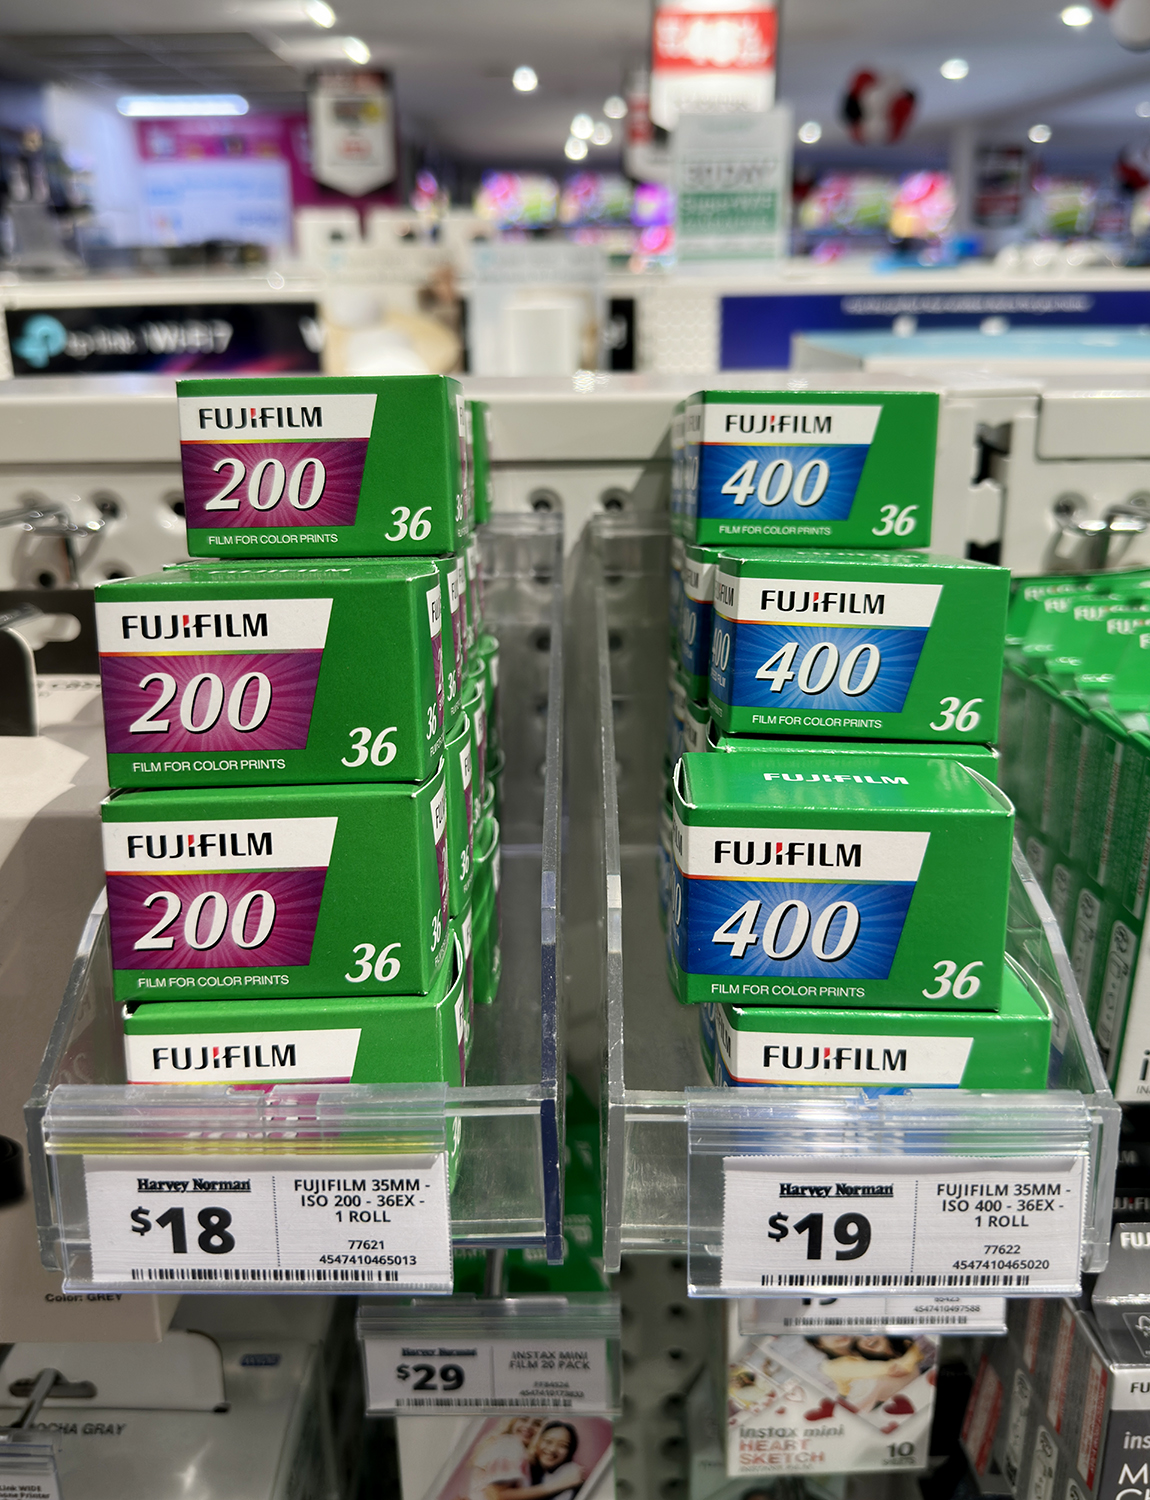 FUJIFILM
200
FILM FOR COLOR PRINTS
36
FUJIFILM
200
FILM FOR COLOR PRINTS
36
FUJIFILM
200
FILM FOR COLOR PRINTS
36
FUJIFILM
FUJIFILM
400
FILM FOR COLOR PRINTS
36
FUJIFILM
400
FILM FOR COLOR PRINTS
36
FUJIFILM
FUJIFILM
400
FILM FOR COLOR PRINTS
36
FUJIFILM
Harvey Norman
$18
FUJIFILM 35MM -
ISO 200 - 36EX -
1 ROLL
77621
4547410465013
Harvey Norman
$19
FUJIFILM 35MM -
ISO 400 - 36EX -
1 ROLL
77622
4547410465020
Color: GREY
Harvey Norman
$29
INSTAX MINI
FILM 20 PACK
instax mini
HEART
SKETCH
10